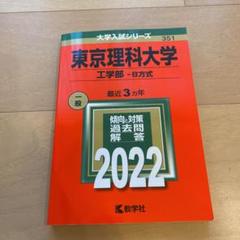 大学入試シリーズ
351
東京理科大学
工学部-B方式
一般
最近3カ年
傾向と対策
過去問
解答
2022
教学社